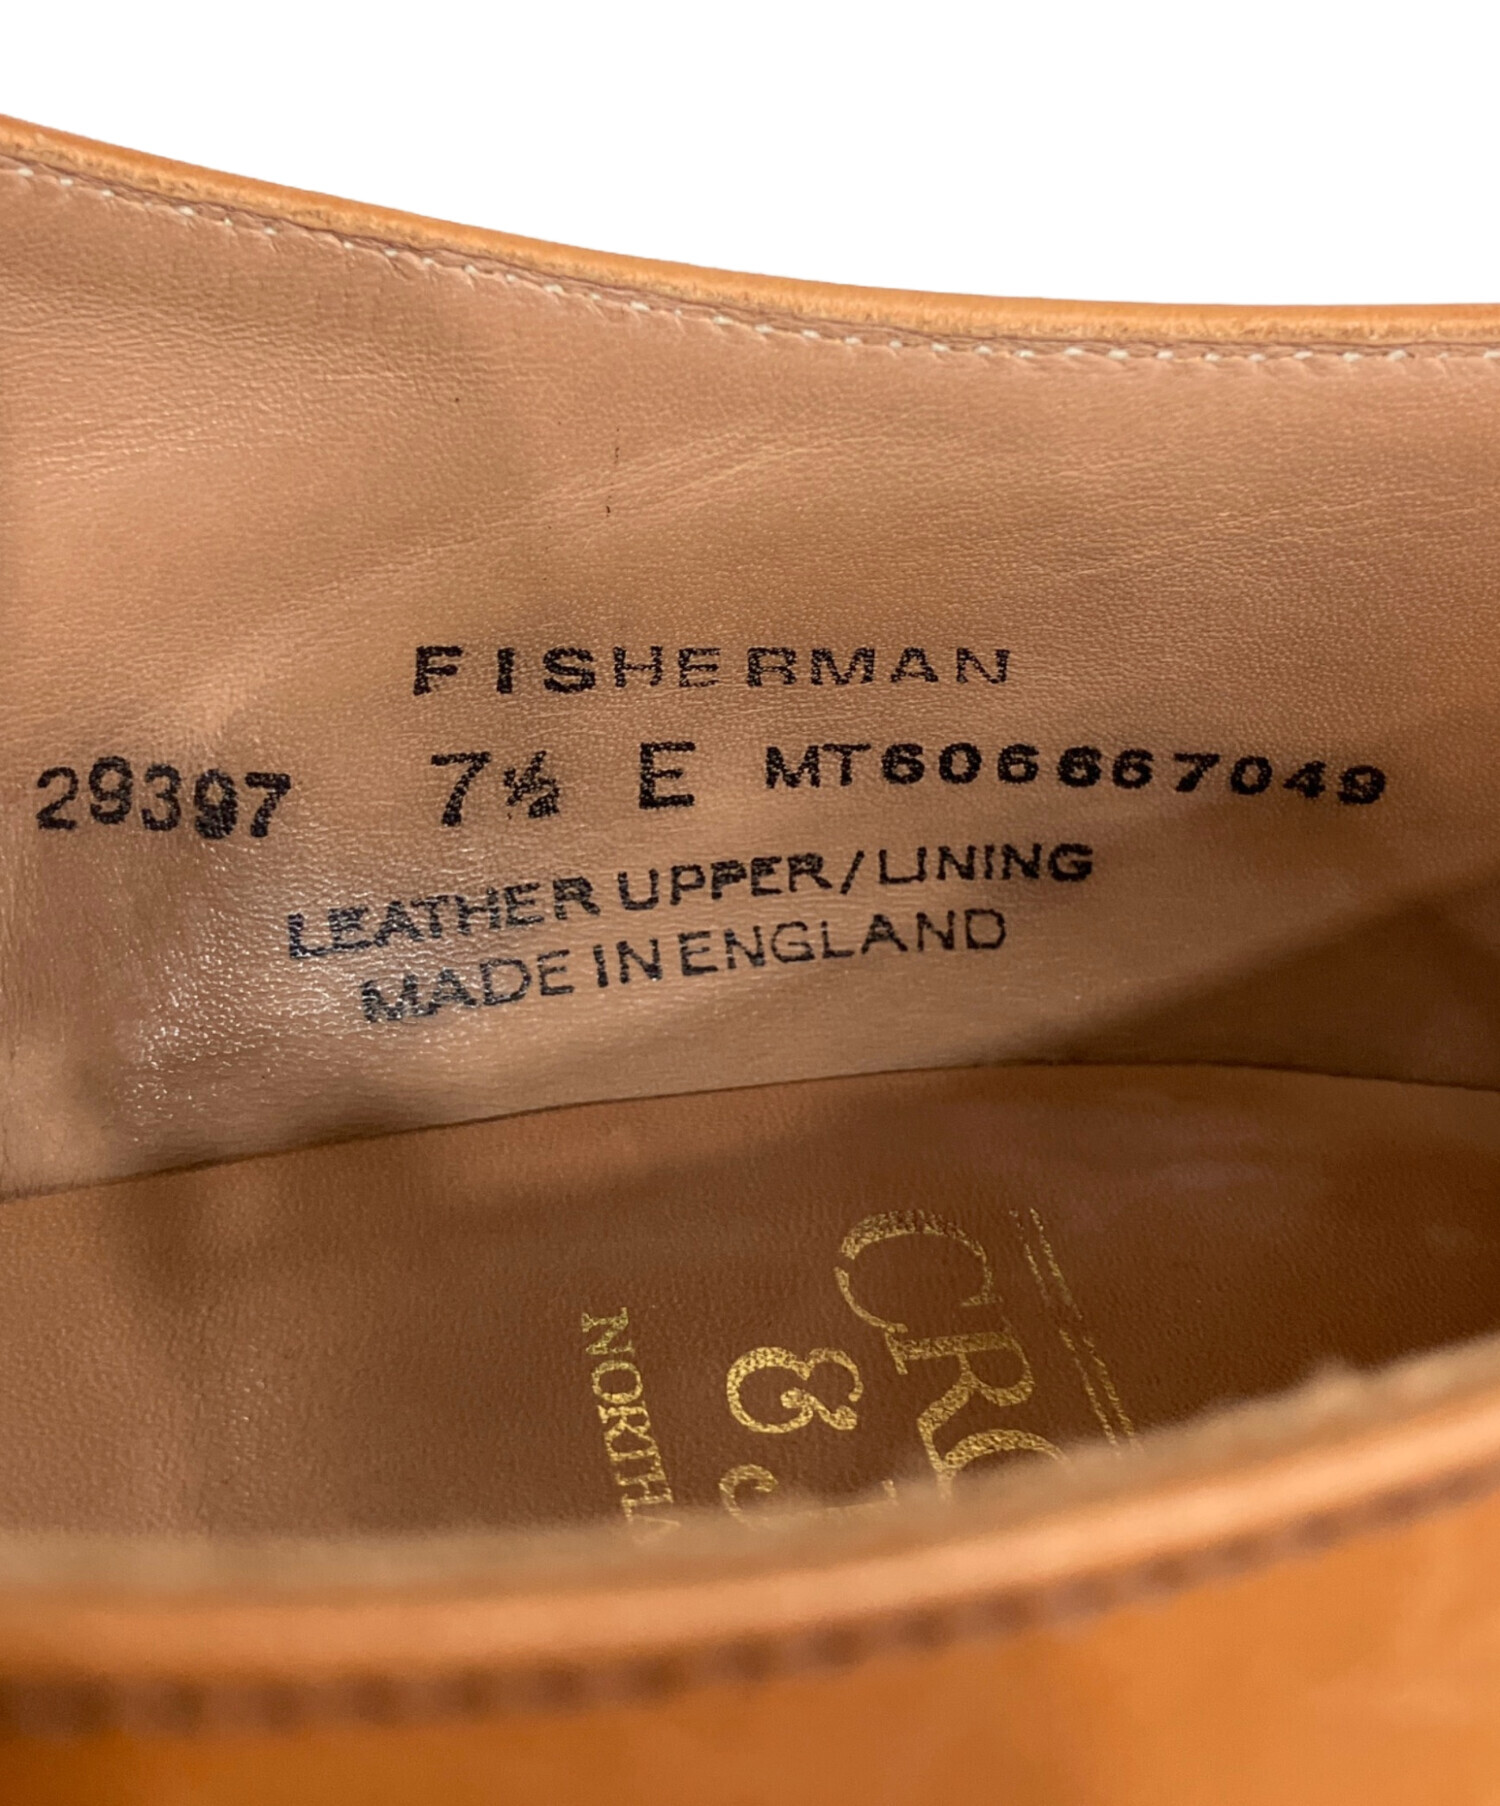 FISHERMAN
29397 7½ E MT606667049
LEATHER UPPER/LINING
MADE IN ENGLAND
&